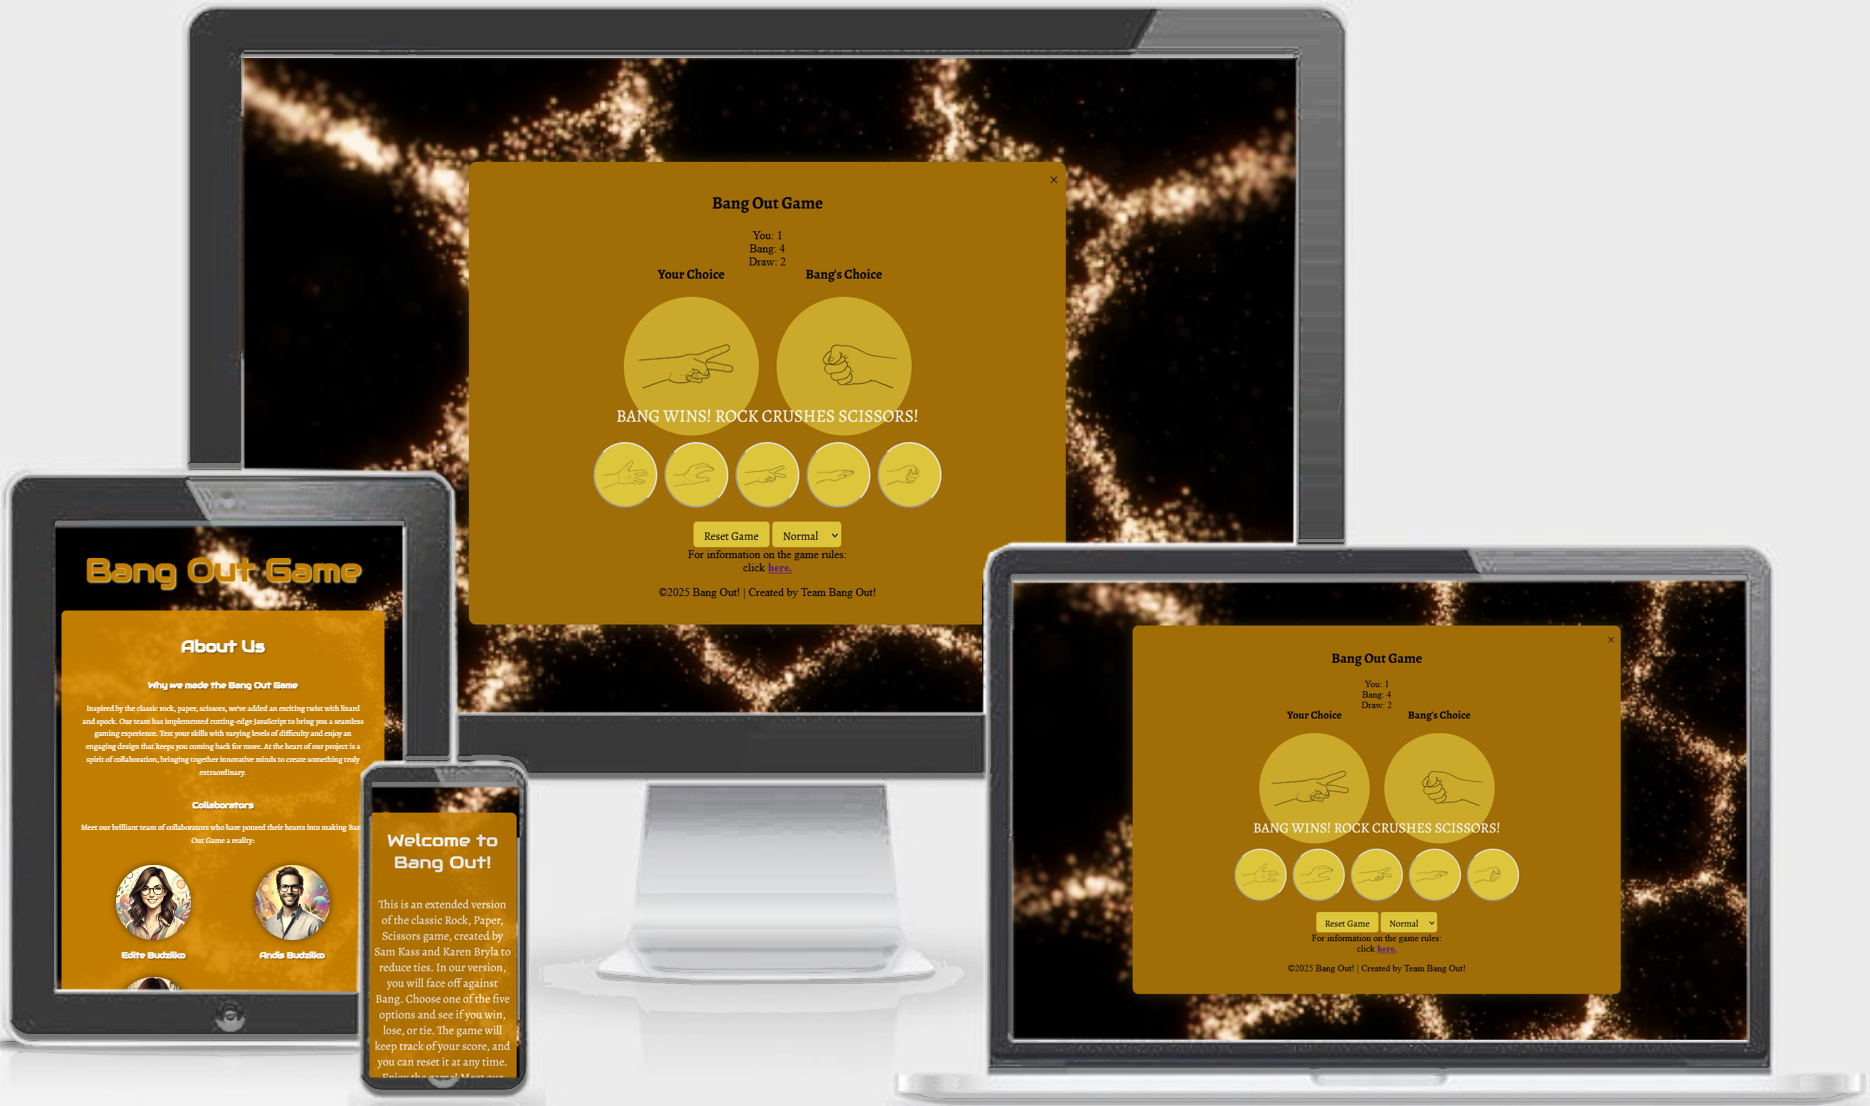 ×
Bang Out Game
You: 1
Bang: 4
Draw: 2
Your Choice Bang's Choice
BANG WINS! ROCK CRUSHES SCISSORS!
Reset Game Normal
For information on the game rules:
click here.
©2025 Bang Out! | Created by Team Bang Out!
Bang Out Game
About Us
Why we made the Bang Out Game
Inspired by the classic rock, paper, scissors, we've added an exciting twist with lizard
and spock. Our team has implemented cutting-edge JavaScript to bring you a seamless
gaming experience. Test your skills with varying levels of difficulty and enjoy an
engaging design that keeps you coming back for more. At the heart of our project is a
spirit of collaboration, bringing together innovative minds to create something truly
extraordinary.
Collaborators
Meet our brilliant team of collaborators who have poured their hearts into making Ban
Out Game a reality:
Edite Budzilko Andis Budzilko
Welcome to
Bang Out!
This is an extended version
of the classic Rock, Paper,
Scissors game, created by
Sam Kass and Karen Bryla to
reduce ties. In our version,
you will face off against
Bang. Choose one of the five
options and see if you win,
lose, or tie. The game will
keep track of your score, and
you can reset it at any time.
Enjoy the game! Meet our
×
Bang Out Game
You: 1
Bang: 4
Draw: 2
Your Choice Bang's Choice
BANG WINS! ROCK CRUSHES SCISSORS!
Reset Game Normal
For information on the game rules:
click here.
©2025 Bang Out! | Created by Team Bang Out!